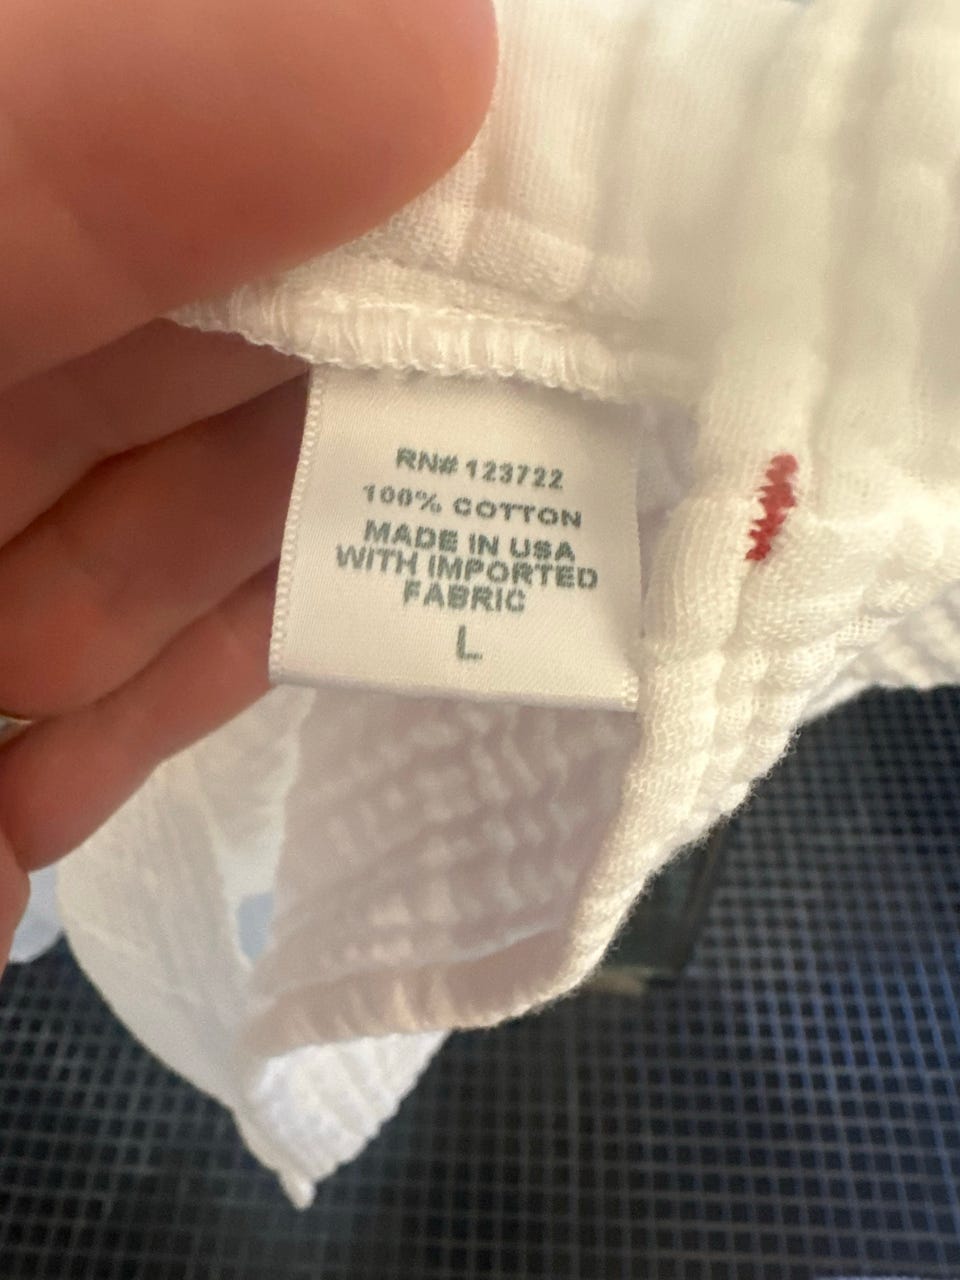 RN# 123722
100% COTTON
MADE IN USA
WITH IMPORTED
FABRIC
L